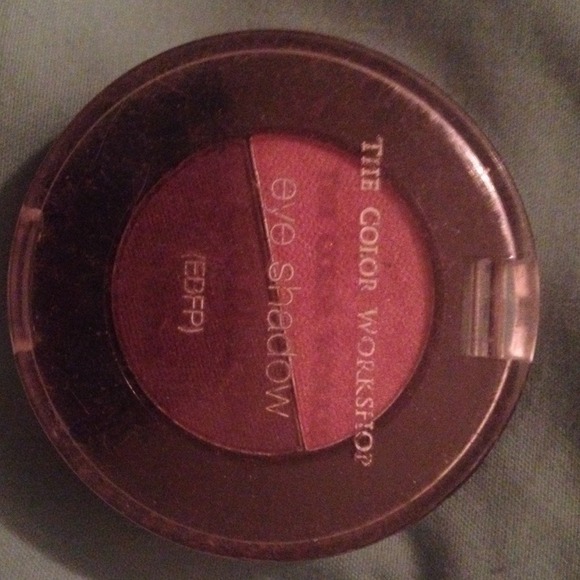 THE COLOR WORKSHOP
eye shadow
(EDFP)